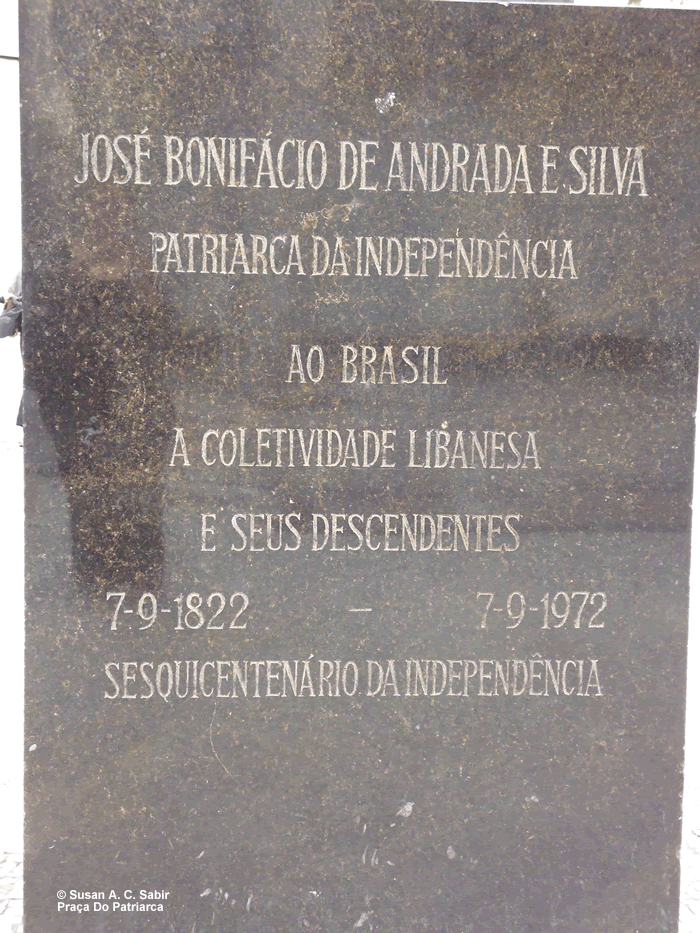 JOSÉ BONIFÁCIO DE ANDRADA E SILVA
PATRIARCA DA INDEPENDÊNCIA
AO BRASIL
A COLETIVIDADE LIBANESA
E SEUS DESCENDENTES
7-9-1822 — 7-9-1972
SESQUICENTENÁRIO DA INDEPENDÊNCIA
© Susan A. C. Sabir
Praça Do Patriarca